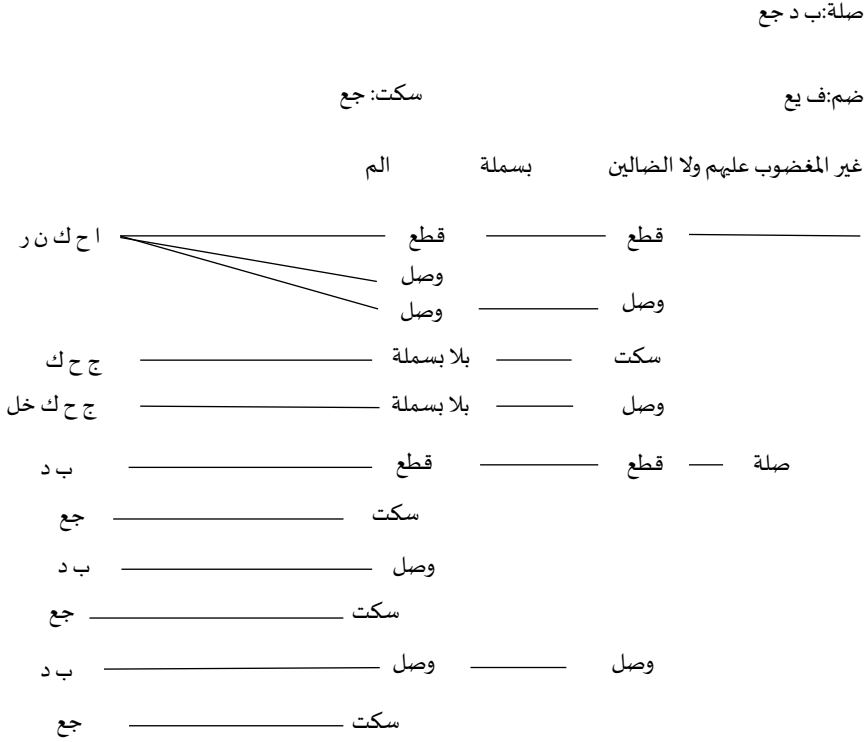 صلة:ب د جع
ضم:ف يع سكت: جع
غير المغضوب عليهم ولا الضالين بسملة الم
قطع قطع ا ح ك ن ر
وصل
وصل وصل
سكت بلا بسملة ج ح ك
وصل بلا بسملة ج ح ك خل
صلة قطع قطع ب د
سكت جع
وصل ب د
سكت جع
وصل وصل ب د
سكت جع